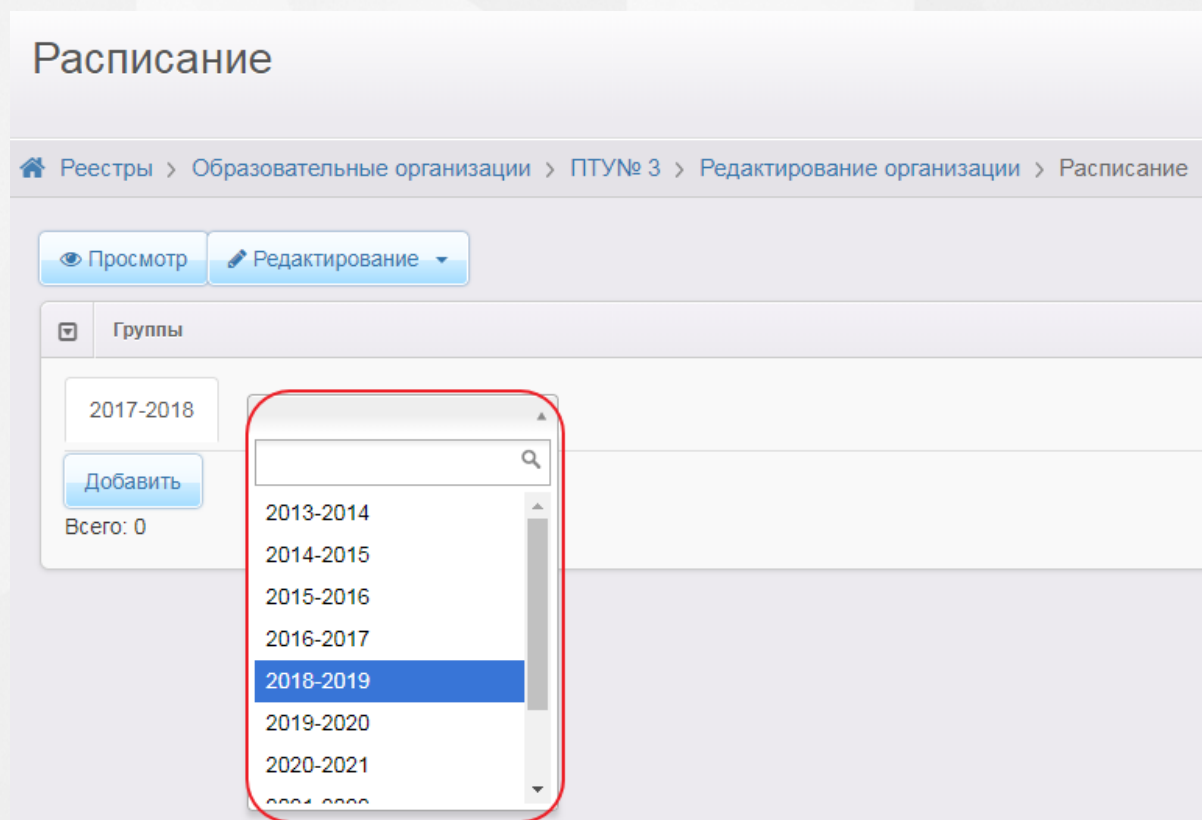 Расписание
Реестры > Образовательные организации > ПТУ№ 3 > Редактирование организации > Расписание
Просмотр Редактирование
Группы
2017-2018
Добавить
Всего: 0
2013-2014
2014-2015
2015-2016
2016-2017
2018-2019
2019-2020
2020-2021